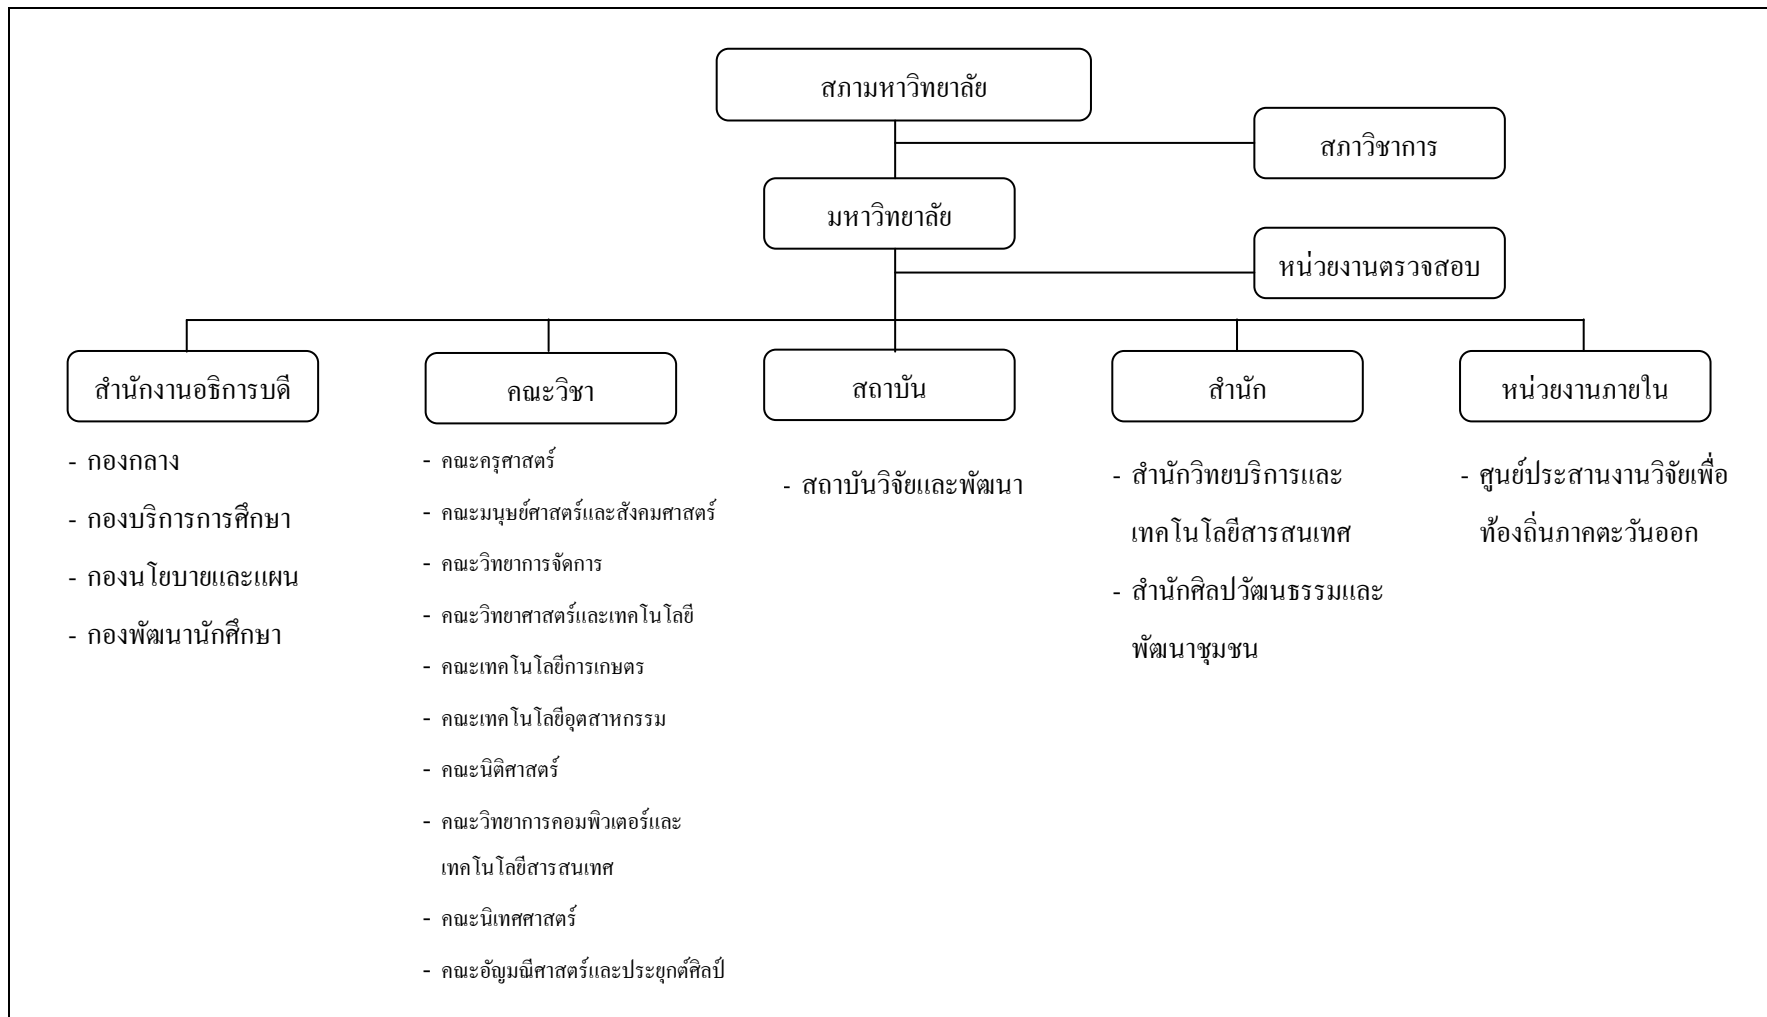 สภามหาวิทยาลัย
สภาวิชาการ
มหาวิทยาลัย
หน่วยงานตรวจสอบ
สำนักงานอธิการบดี
- กองกลาง
- กองบริการการศึกษา
- กองนโยบายและแผน
- กองพัฒนานักศึกษา
คณะวิชา
- คณะครุศาสตร์
- คณะมนุษย์ศาสตร์และสังคมศาสตร์
- คณะวิทยาการจัดการ
- คณะวิทยาศาสตร์และเทคโนโลยี
- คณะเทคโนโลยีการเกษตร
- คณะเทคโนโลยีอุตสาหกรรม
- คณะนิติศาสตร์
- คณะวิทยาการคอมพิวเตอร์และ
เทคโนโลยีสารสนเทศ
- คณะนิเทศศาสตร์
- คณะอัญมณีศาสตร์และประยุกต์ศิลป์
สถาบัน
- สถาบันวิจัยและพัฒนา
สำนัก
- สำนักวิทยบริการและ
เทคโนโลยีสารสนเทศ
- สำนักศิลปวัฒนธรรมและ
พัฒนาชุมชน
หน่วยงานภายใน
- ศูนย์ประสานงานวิจัยเพื่อ
ท้องถิ่นภาคตะวันออก